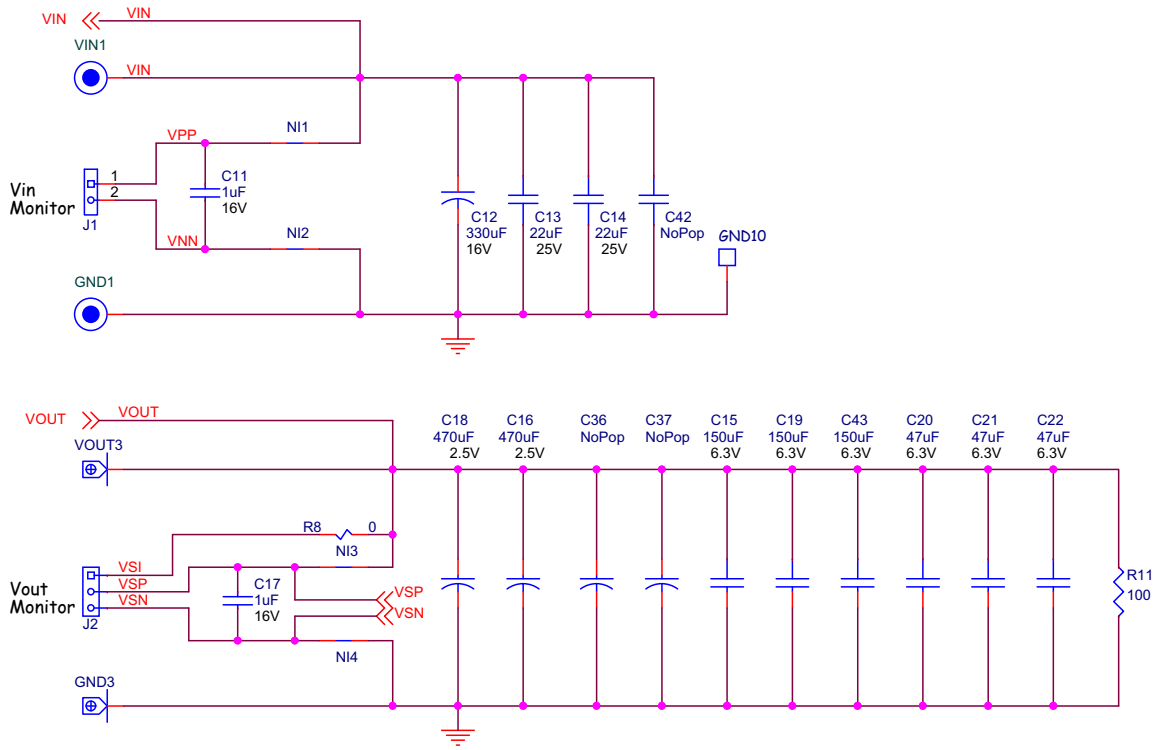 VIN VIN
VIN1
VIN
NI1
VPP
Vin
Monitor
1
2
J1
C11
1uF
16V
VNN
NI2
C12
330uF
16V
C13
22uF
25V
C14
22uF
25V
C42
NoPop
GND10
GND1
VOUT VOUT
VOUT3
C18
470uF
2.5V
C16
470uF
2.5V
C36
NoPop
C37
NoPop
C15
150uF
6.3V
C19
150uF
6.3V
C43
150uF
6.3V
C20
47uF
6.3V
C21
47uF
6.3V
C22
47uF
6.3V
R8 0
NI3
Vout
Monitor
VSI
VSP
VSN
J2
C17
1uF
16V
VSP
VSN
NI4
R11
100
GND3